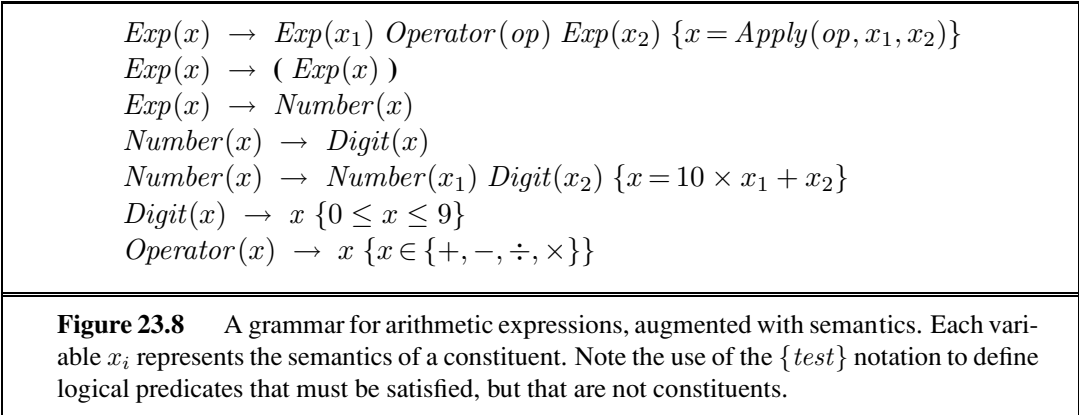 Exp(x) → Exp(x₁) Operator(op) Exp(x₂) {x = Apply(op, x₁, x₂)}
Exp(x) → ( Exp(x) )
Exp(x) → Number(x)
Number(x) → Digit(x)
Number(x) → Number(x₁) Digit(x₂) {x = 10 × x₁ + x₂}
Digit(x) → x {0 ≤ x ≤ 9}
Operator(x) → x {x ∈ {+, −, ÷, ×}}
Figure 23.8 A grammar for arithmetic expressions, augmented with semantics. Each vari-
able xᵢ represents the semantics of a constituent. Note the use of the {test} notation to define
logical predicates that must be satisfied, but that are not constituents.